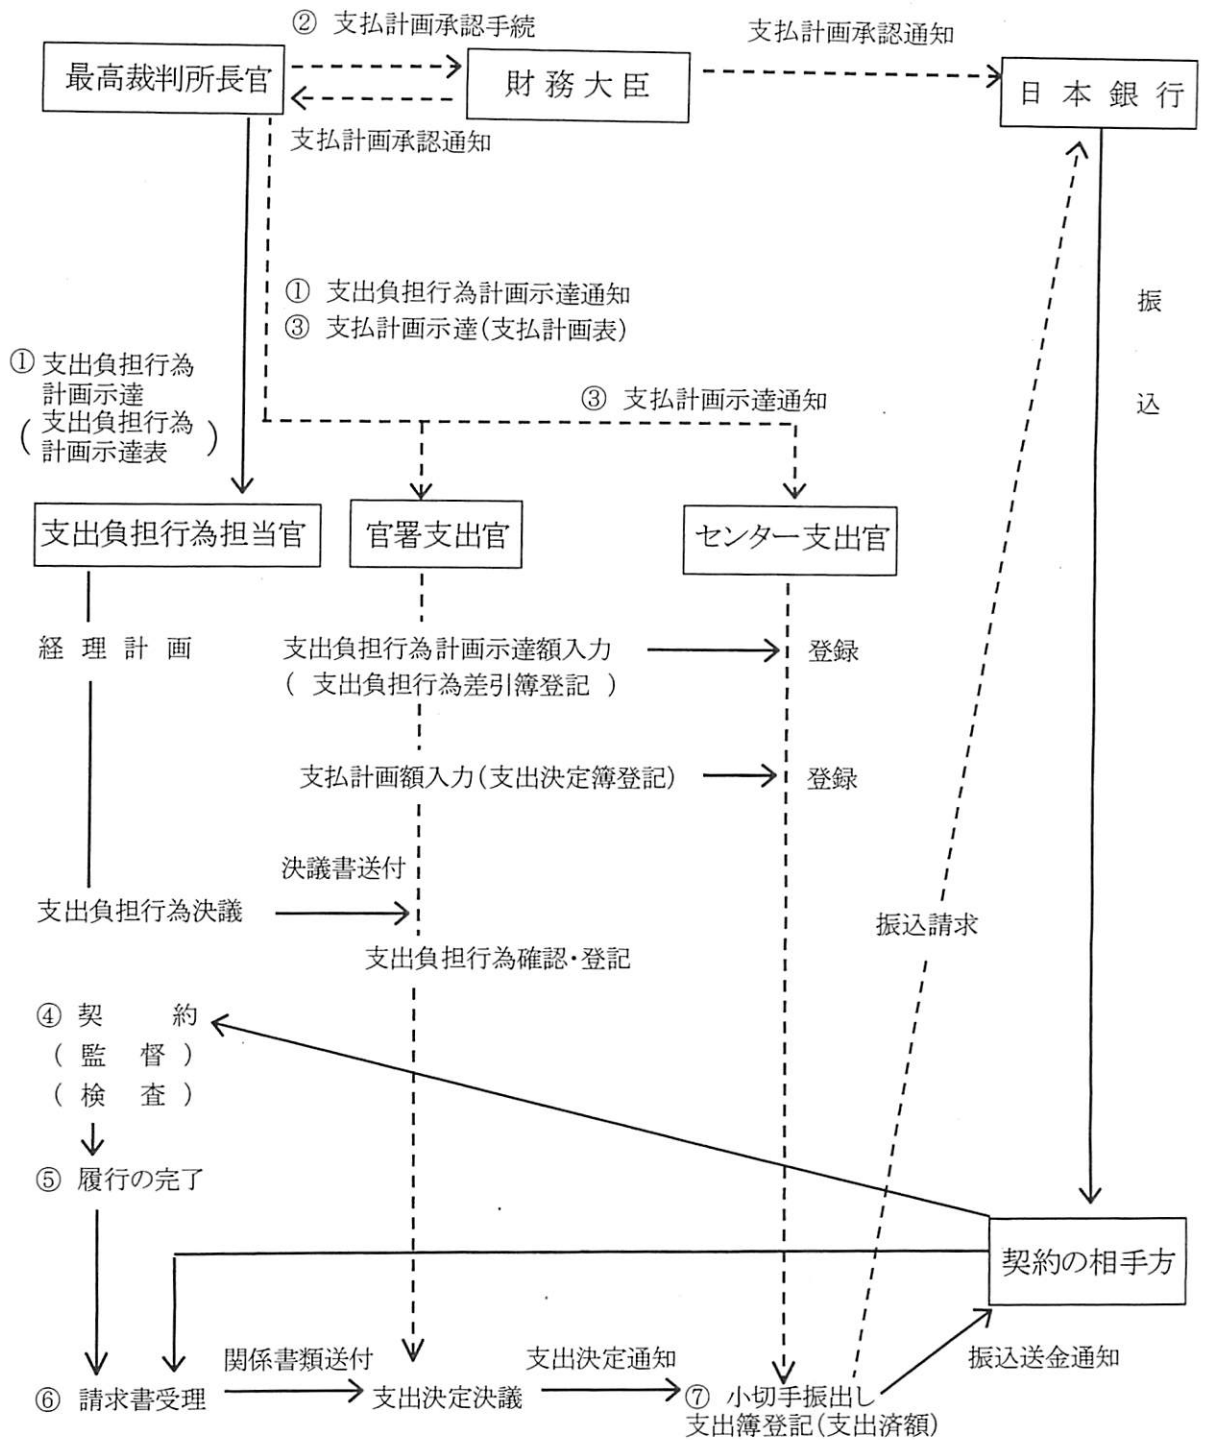 ② 支払計画承認手続
支払計画承認通知
最高裁判所長官
財務大臣
日本銀行
支払計画承認通知
① 支出負担行為計画示達通知
③ 支払計画示達(支払計画表)
振込
① 支出負担行為
計画示達
(支出負担行為
計画示達表)
③ 支払計画示達通知
支出負担行為担当官
官署支出官
センター支出官
経理計画
支出負担行為計画示達額入力
登録
( 支出負担行為差引簿登記 )
支払計画額入力(支出決定簿登記)
登録
決議書送付
支出負担行為決議
振込請求
支出負担行為確認・登記
④ 契約
(監督)
(検査)
⑤ 履行の完了
契約の相手方
関係書類送付
支出決定通知
振込送金通知
⑥ 請求書受理
支出決定決議
⑦ 小切手振出し
支出簿登記(支出済額)